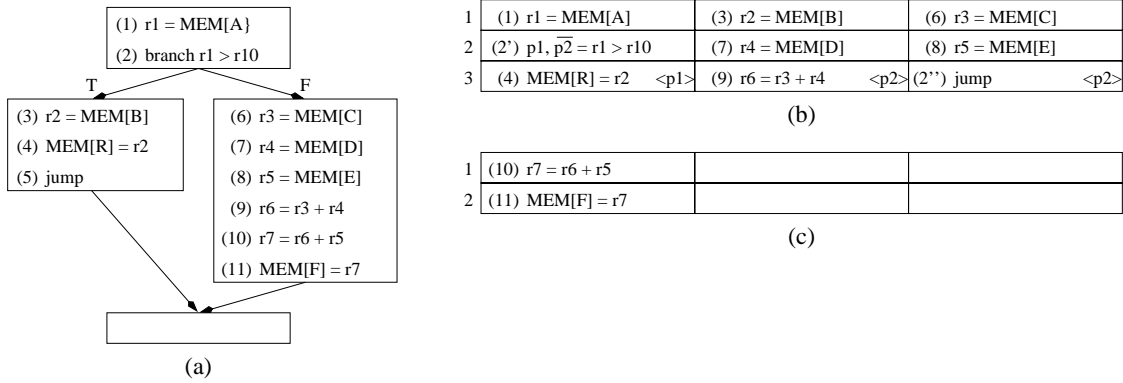 (1) r1 = MEM[A}
(2) branch r1 > r10
T
F
(3) r2 = MEM[B]
(4) MEM[R] = r2
(5) jump
(6) r3 = MEM[C]
(7) r4 = MEM[D]
(8) r5 = MEM[E]
(9) r6 = r3 + r4
(10) r7 = r6 + r5
(11) MEM[F] = r7
(a)
1 (1) r1 = MEM[A] (3) r2 = MEM[B] (6) r3 = MEM[C]
2 (2') p1, p2̅ = r1 > r10 (7) r4 = MEM[D] (8) r5 = MEM[E]
3 (4) MEM[R] = r2 <p1> (9) r6 = r3 + r4 <p2> (2'') jump <p2>
(b)
1 (10) r7 = r6 + r5
2 (11) MEM[F] = r7
(c)